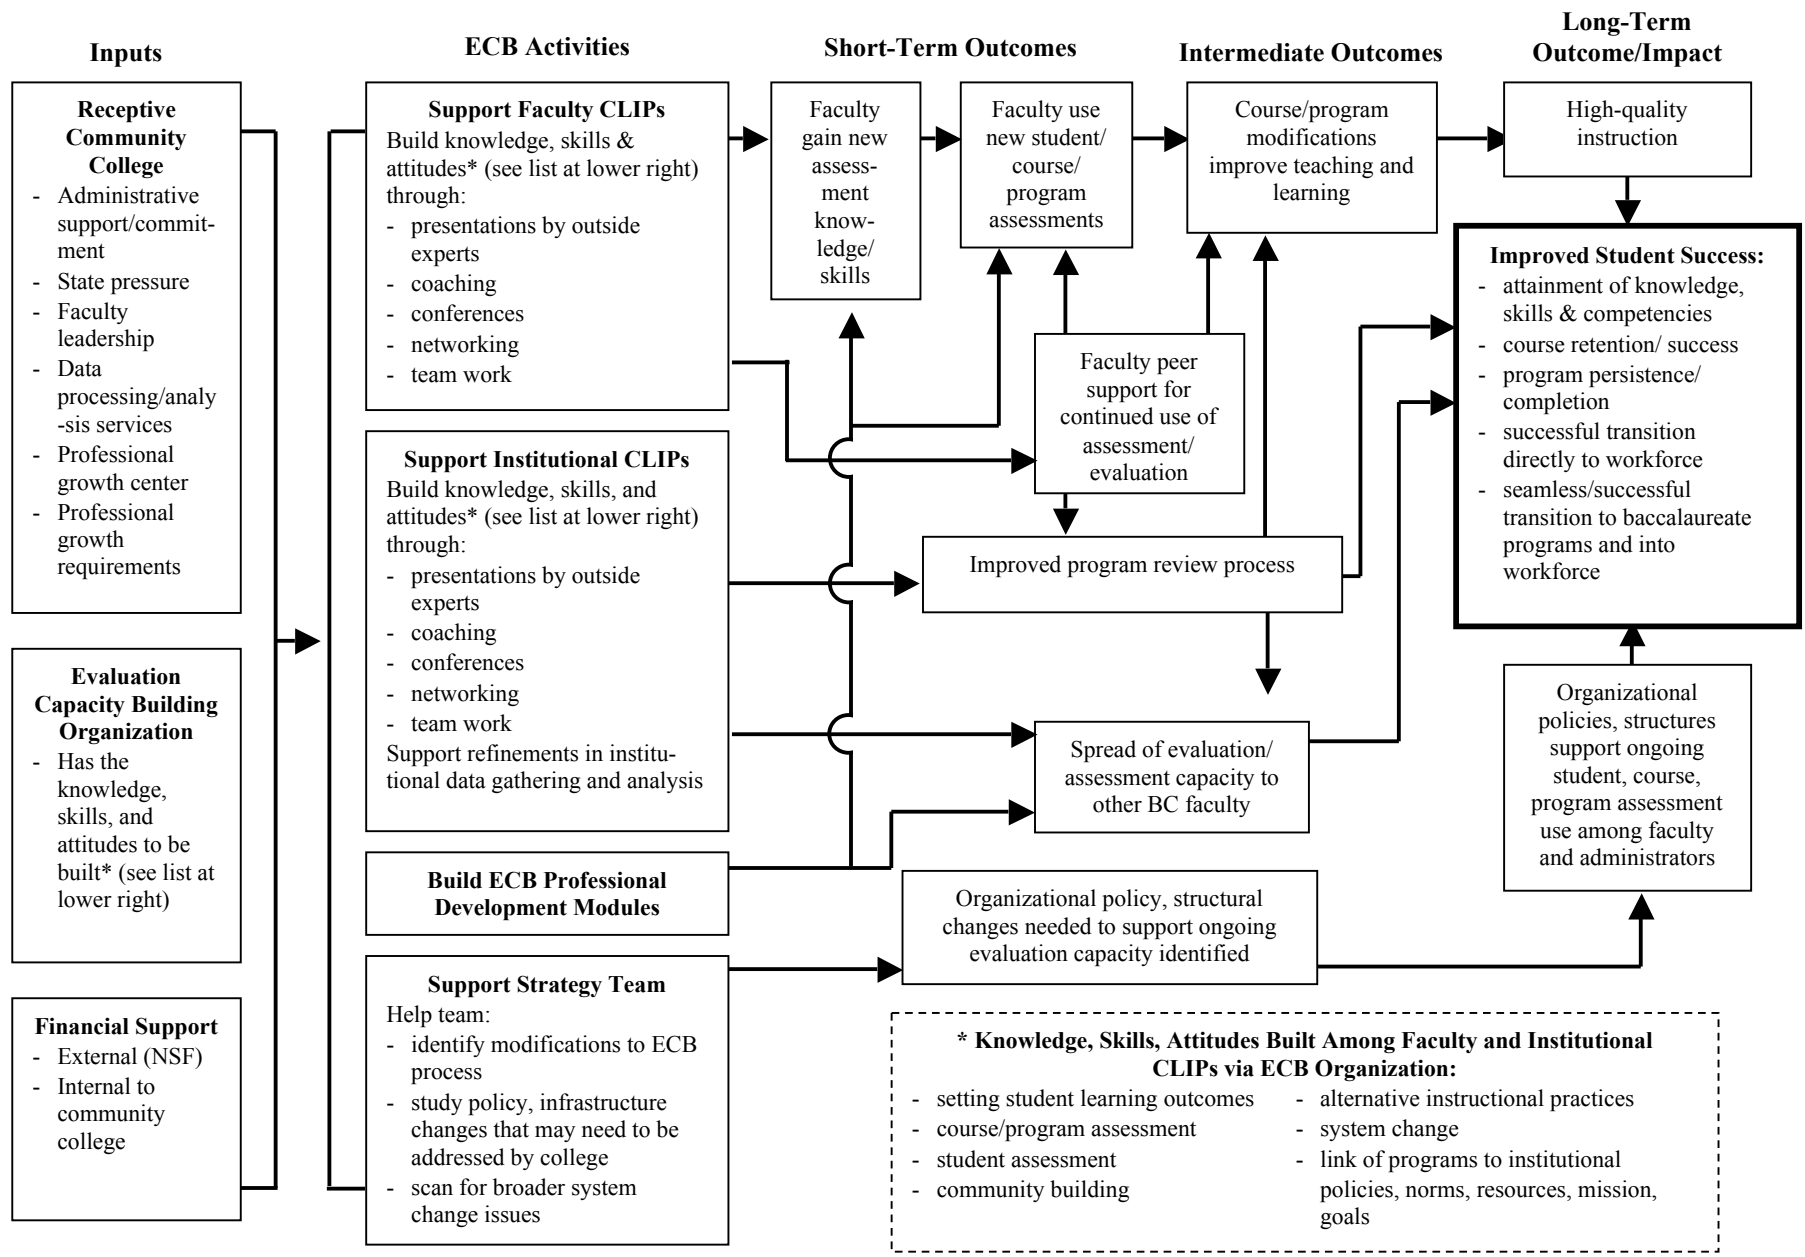 Inputs
ECB Activities
Short-Term Outcomes
Intermediate Outcomes
Long-Term
Outcome/Impact
Receptive
Community
College
- Administrative
support/commit-
ment
- State pressure
- Faculty
leadership
- Data
processing/analy
-sis services
- Professional
growth center
- Professional
growth
requirements
Evaluation
Capacity Building
Organization
- Has the
knowledge,
skills, and
attitudes to be
built* (see list at
lower right)
Financial Support
- External (NSF)
- Internal to
community
college
Support Faculty CLIPs
Build knowledge, skills &
attitudes* (see list at lower right)
through:
- presentations by outside
experts
- coaching
- conferences
- networking
- team work
Support Institutional CLIPs
Build knowledge, skills, and
attitudes* (see list at lower right)
through:
- presentations by outside
experts
- coaching
- conferences
- networking
- team work
Support refinements in institu-
tional data gathering and analysis
Build ECB Professional
Development Modules
Support Strategy Team
Help team:
- identify modifications to ECB
process
- study policy, infrastructure
changes that may need to be
addressed by college
- scan for broader system
change issues
Faculty
gain new
assess-
ment
know-
ledge/
skills
Faculty use
new student/
course/
program
assessments
Course/program
modifications
improve teaching and
learning
High-quality
instruction
Faculty peer
support for
continued use of
assessment/
evaluation
Improved program review process
Spread of evaluation/
assessment capacity to
other BC faculty
Organizational policy, structural
changes needed to support ongoing
evaluation capacity identified
Improved Student Success:
- attainment of knowledge,
skills & competencies
- course retention/ success
- program persistence/
completion
- successful transition
directly to workforce
- seamless/successful
transition to baccalaureate
programs and into
workforce
Organizational
policies, structures
support ongoing
student, course,
program assessment
use among faculty
and administrators
* Knowledge, Skills, Attitudes Built Among Faculty and Institutional
CLIPs via ECB Organization:
- setting student learning outcomes
- course/program assessment
- student assessment
- community building
- alternative instructional practices
- system change
- link of programs to institutional
policies, norms, resources, mission,
goals